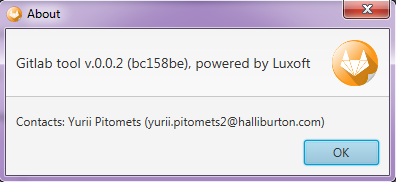 About
Gitlab tool v.0.0.2 (bc158be), powered by Luxoft
Contacts: Yurii Pitomets (yurii.pitomets2@halliburton.com)
OK